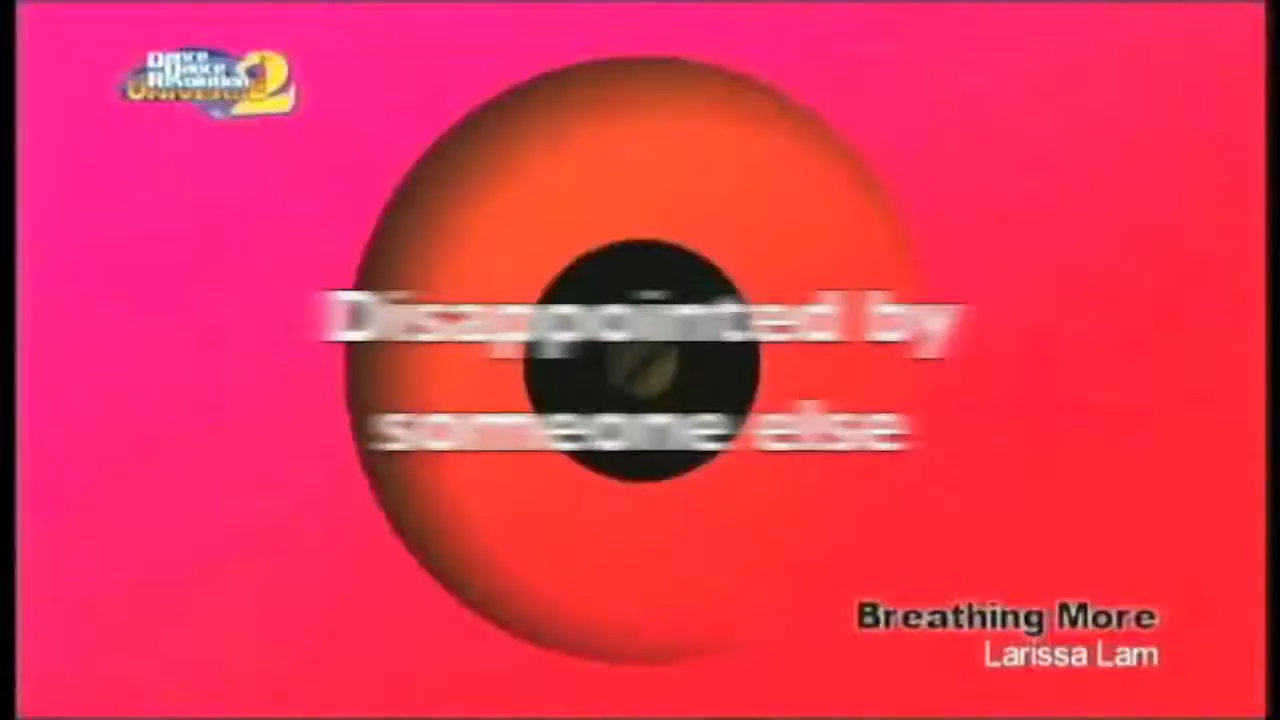 Dance
Dance
Revolution
UNIVERSE 2
Disappointed by
someone else
Breathing More
Larissa Lam